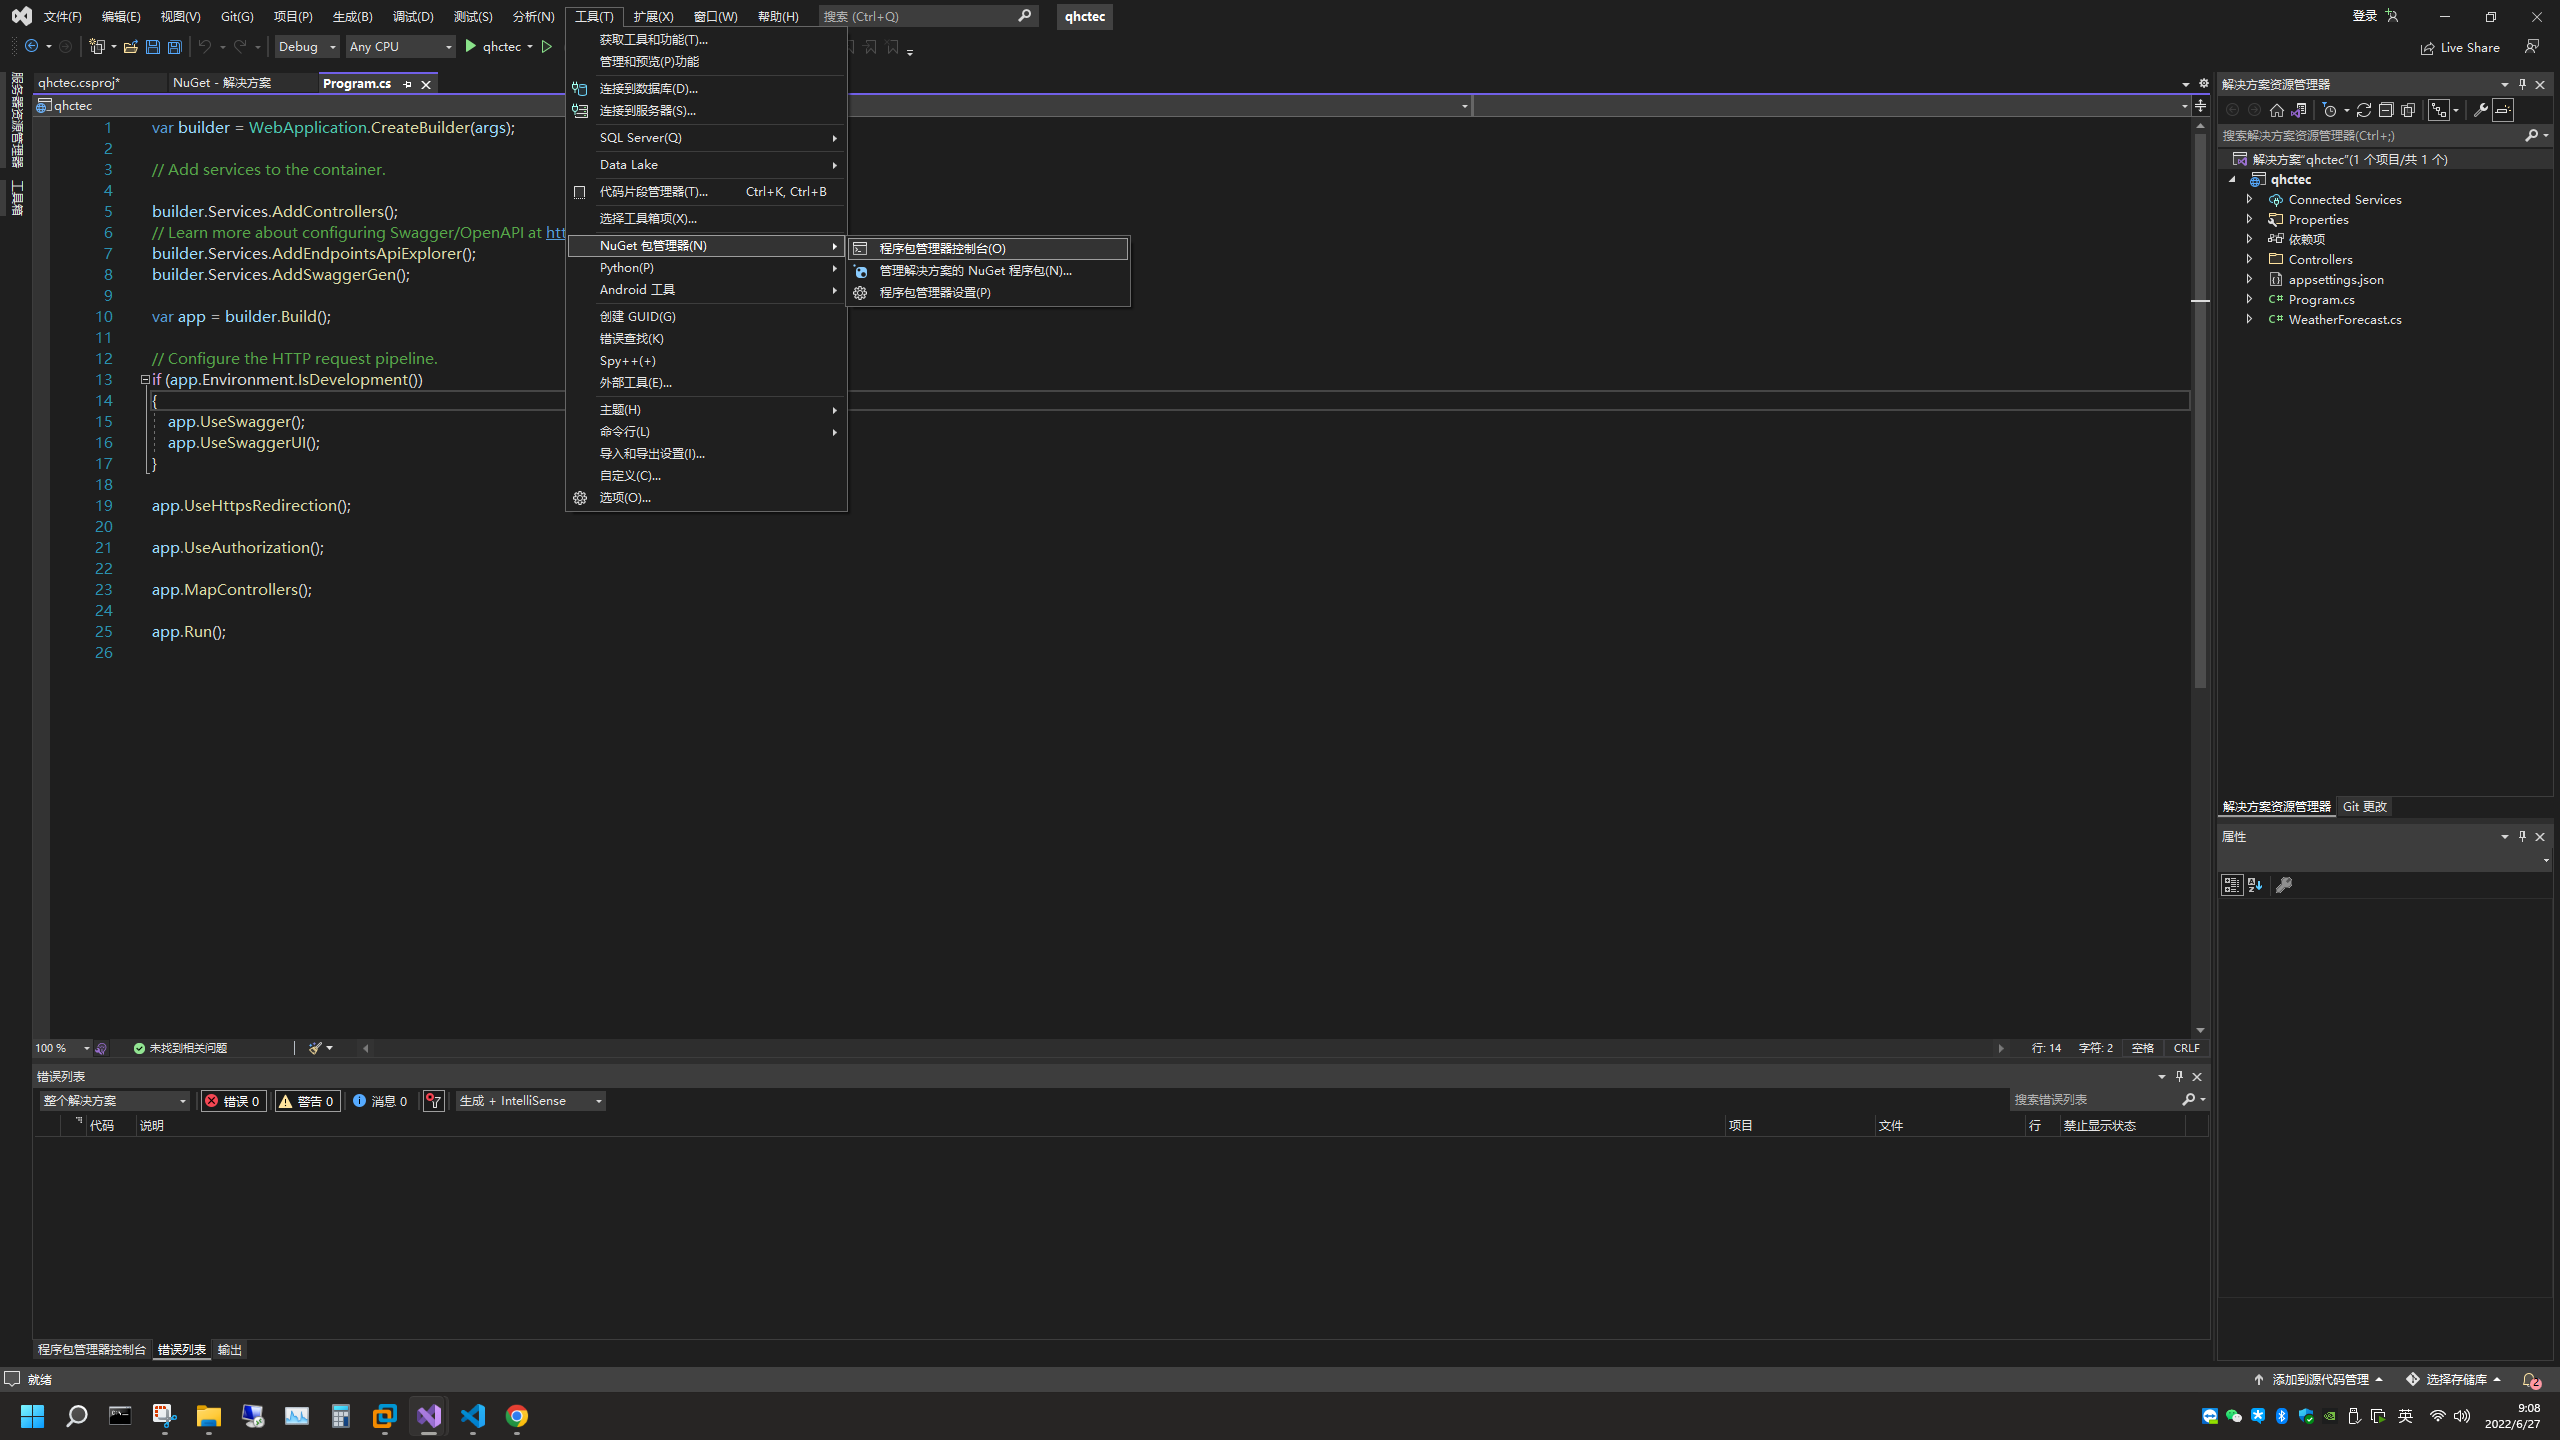 文件(F) 编辑(E) 视图(V) Git(G) 项目(P) 生成(B) 调试(D) 测试(S) 分析(N) 工具(T) 扩展(X) 窗口(W) 帮助(H) 搜索 (Ctrl+Q) qhctec 登录
Debug Any CPU qhctec Live Share
服务器资源管理器
工具箱
qhctec.csproj* NuGet - 解决方案 Program.cs
qhctec
1 var builder = WebApplication.CreateBuilder(args);
2
3 // Add services to the container.
4
5 builder.Services.AddControllers();
6 // Learn more about configuring Swagger/OpenAPI at htt
7 builder.Services.AddEndpointsApiExplorer();
8 builder.Services.AddSwaggerGen();
9
10 var app = builder.Build();
11
12 // Configure the HTTP request pipeline.
13 if (app.Environment.IsDevelopment())
14 {
15 app.UseSwagger();
16 app.UseSwaggerUI();
17 }
18
19 app.UseHttpsRedirection();
20
21 app.UseAuthorization();
22
23 app.MapControllers();
24
25 app.Run();
26
获取工具和功能(T)...
管理和预览(P)功能
连接到数据库(D)...
连接到服务器(S)...
SQL Server(Q)
Data Lake
代码片段管理器(T)... Ctrl+K, Ctrl+B
选择工具箱项(X)...
NuGet 包管理器(N)
Python(P)
Android 工具
创建 GUID(G)
错误查找(K)
Spy++(+)
外部工具(E)...
主题(H)
命令行(L)
导入和导出设置(I)...
自定义(C)...
选项(O)...
程序包管理器控制台(O)
管理解决方案的 NuGet 程序包(N)...
程序包管理器设置(P)
解决方案资源管理器
搜索解决方案资源管理器(Ctrl+;)
解决方案"qhctec"(1 个项目/共 1 个)
qhctec
Connected Services
Properties
依赖项
Controllers
appsettings.json
C# Program.cs
C# WeatherForecast.cs
解决方案资源管理器 Git 更改
属性
100 % 未找到相关问题 行: 14 字符: 2 空格 CRLF
错误列表
整个解决方案 错误 0 警告 0 消息 0 生成 + IntelliSense 搜索错误列表
代码 说明 项目 文件 行 禁止显示状态
程序包管理器控制台 错误列表 输出
就绪 添加到源代码管理 选择存储库 2
英 9:08
2022/6/27